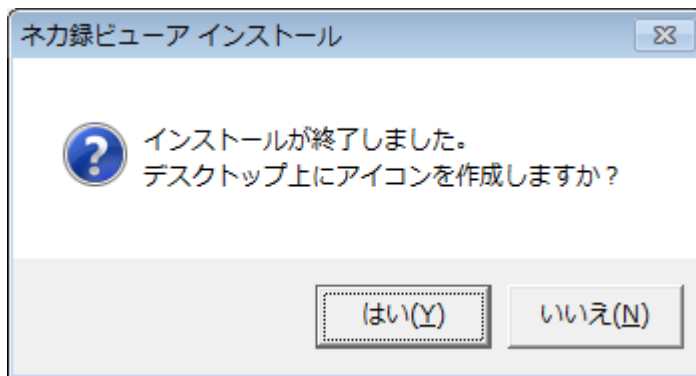 ネカ録ビューア インストール
インストールが終了しました。
デスクトップ上にアイコンを作成しますか？
はい(Y) いいえ(N)